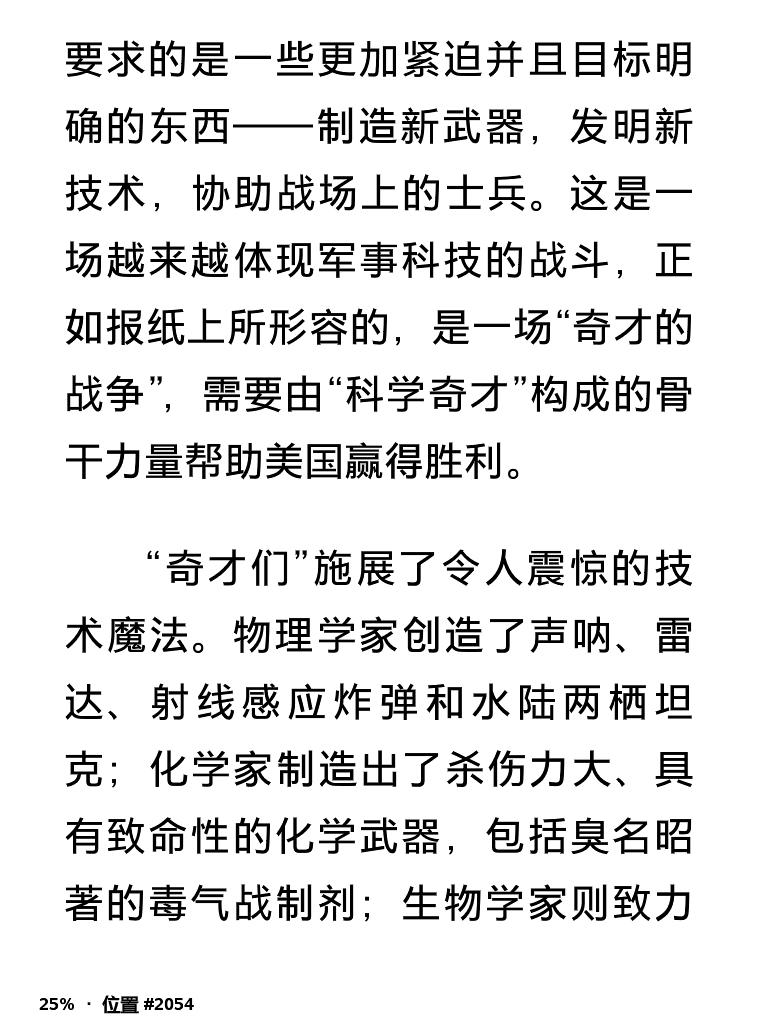 要求的是一些更加紧迫并且目标明
确的东西——制造新武器，发明新
技术，协助战场上的士兵。这是一
场越来越体现军事科技的战斗，正
如报纸上所形容的，是一场“奇才的
战争”，需要由“科学奇才”构成的骨
干力量帮助美国赢得胜利。
“奇才们”施展了令人震惊的技
术魔法。物理学家创造了声呐、雷
达、射线感应炸弹和水陆两栖坦
克；化学家制造出了杀伤力大、具
有致命性的化学武器，包括臭名昭
著的毒气战制剂；生物学家则致力
25% · 位置 #2054